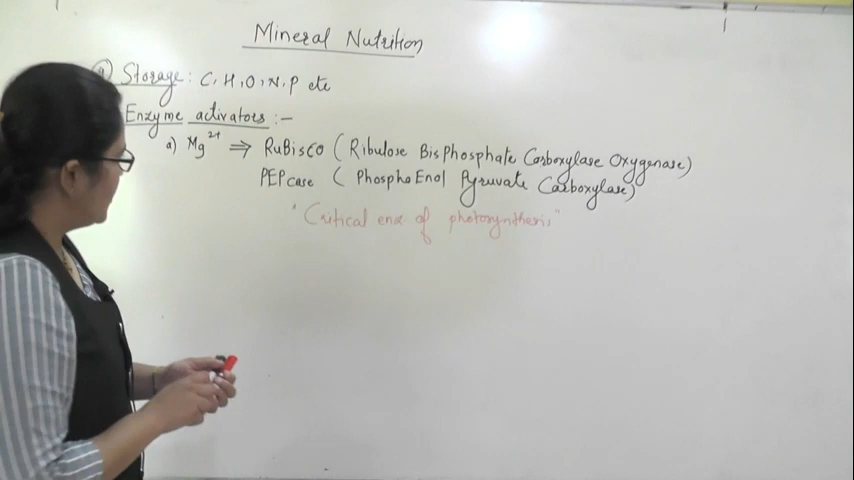 Mineral Nutrition
a) Storage : C, H, O, N, P etc
Enzyme activators :-
a) Mg2+ ⇒ RuBisCO ( Ribulose BisPhosphate Carboxylase Oxygenase)
PEPcase ( PhosphoEnol Pyruvate Carboxylase)
"Critical enz of photosynthesis"